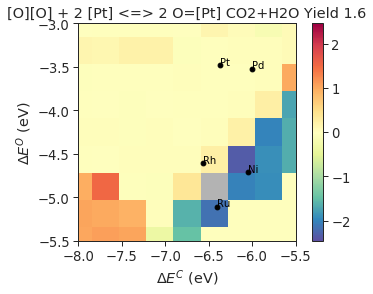 [O][O] + 2 [Pt] <=> 2 O=[Pt] CO2+H2O Yield 1.6
-3.0
-3.5
-4.0
-4.5
-5.0
-5.5
ΔE^O (eV)
Pt
Pd
Rh
Ni
Ru
-8.0 -7.5 -7.0 -6.5 -6.0 -5.5
ΔE^C (eV)
2
1
0
−1
−2